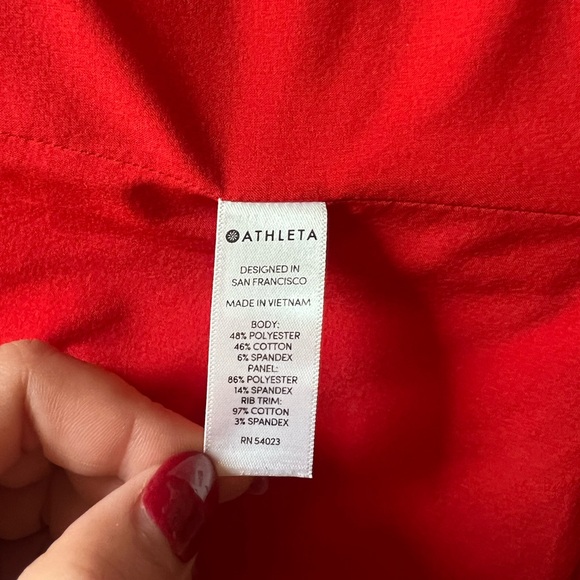 ATHLETA
DESIGNED IN
SAN FRANCISCO
MADE IN VIETNAM
BODY:
48% POLYESTER
46% COTTON
6% SPANDEX
PANEL:
86% POLYESTER
14% SPANDEX
RIB TRIM:
97% COTTON
3% SPANDEX
RN 54023